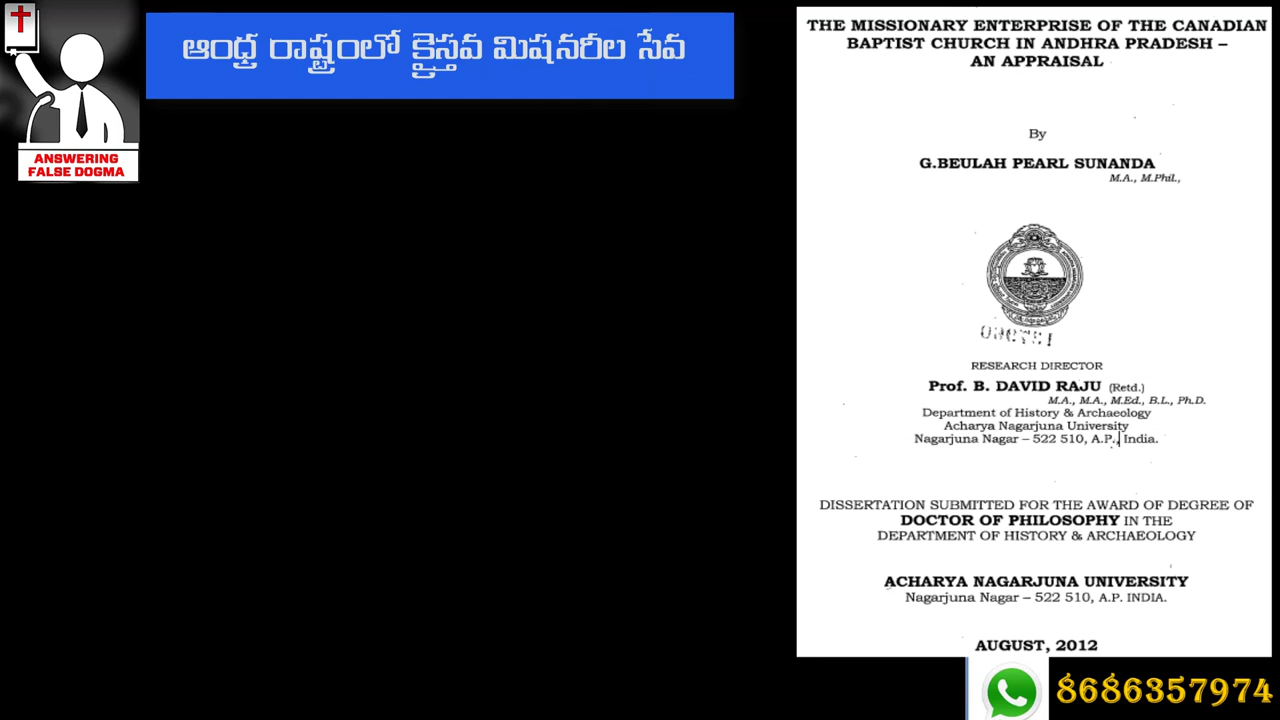 ANSWERING
FALSE DOGMA
ఆంధ్ర రాష్ట్రంలో క్రైస్తవ మిషనరీల సేవ
THE MISSIONARY ENTERPRISE OF THE CANADIAN
BAPTIST CHURCH IN ANDHRA PRADESH –
AN APPRAISAL
By
G.BEULAH PEARL SUNANDA
M.A., M.Phil.,
RESEARCH DIRECTOR
Prof. B. DAVID RAJU (Retd.)
M.A., M.A., M.Ed., B.L., Ph.D.
Department of History & Archaeology
Acharya Nagarjuna University
Nagarjuna Nagar – 522 510, A.P., India.
DISSERTATION SUBMITTED FOR THE AWARD OF DEGREE OF
DOCTOR OF PHILOSOPHY IN THE
DEPARTMENT OF HISTORY & ARCHAEOLOGY
ACHARYA NAGARJUNA UNIVERSITY
Nagarjuna Nagar – 522 510, A.P. INDIA.
AUGUST, 2012
8686357974